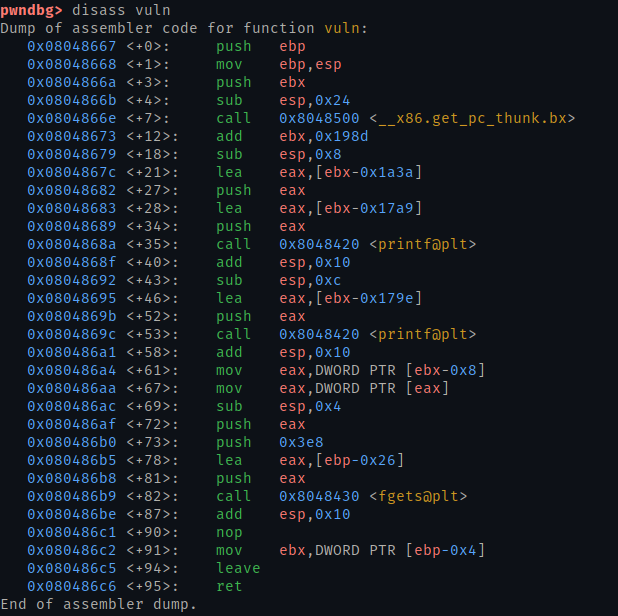 pwndbg> disass vuln
Dump of assembler code for function vuln:
   0x08048667 <+0>:     push   ebp
   0x08048668 <+1>:     mov    ebp,esp
   0x0804866a <+3>:     push   ebx
   0x0804866b <+4>:     sub    esp,0x24
   0x0804866e <+7>:     call   0x8048500 <__x86.get_pc_thunk.bx>
   0x08048673 <+12>:    add    ebx,0x198d
   0x08048679 <+18>:    sub    esp,0x8
   0x0804867c <+21>:    lea    eax,[ebx-0x1a3a]
   0x08048682 <+27>:    push   eax
   0x08048683 <+28>:    lea    eax,[ebx-0x17a9]
   0x08048689 <+34>:    push   eax
   0x0804868a <+35>:    call   0x8048420 <printf@plt>
   0x0804868f <+40>:    add    esp,0x10
   0x08048692 <+43>:    sub    esp,0xc
   0x08048695 <+46>:    lea    eax,[ebx-0x179e]
   0x0804869b <+52>:    push   eax
   0x0804869c <+53>:    call   0x8048420 <printf@plt>
   0x080486a1 <+58>:    add    esp,0x10
   0x080486a4 <+61>:    mov    eax,DWORD PTR [ebx-0x8]
   0x080486aa <+67>:    mov    eax,DWORD PTR [eax]
   0x080486ac <+69>:    sub    esp,0x4
   0x080486af <+72>:    push   eax
   0x080486b0 <+73>:    push   0x3e8
   0x080486b5 <+78>:    lea    eax,[ebp-0x26]
   0x080486b8 <+81>:    push   eax
   0x080486b9 <+82>:    call   0x8048430 <fgets@plt>
   0x080486be <+87>:    add    esp,0x10
   0x080486c1 <+90>:    nop
   0x080486c2 <+91>:    mov    ebx,DWORD PTR [ebp-0x4]
   0x080486c5 <+94>:    leave
   0x080486c6 <+95>:    ret
End of assembler dump.